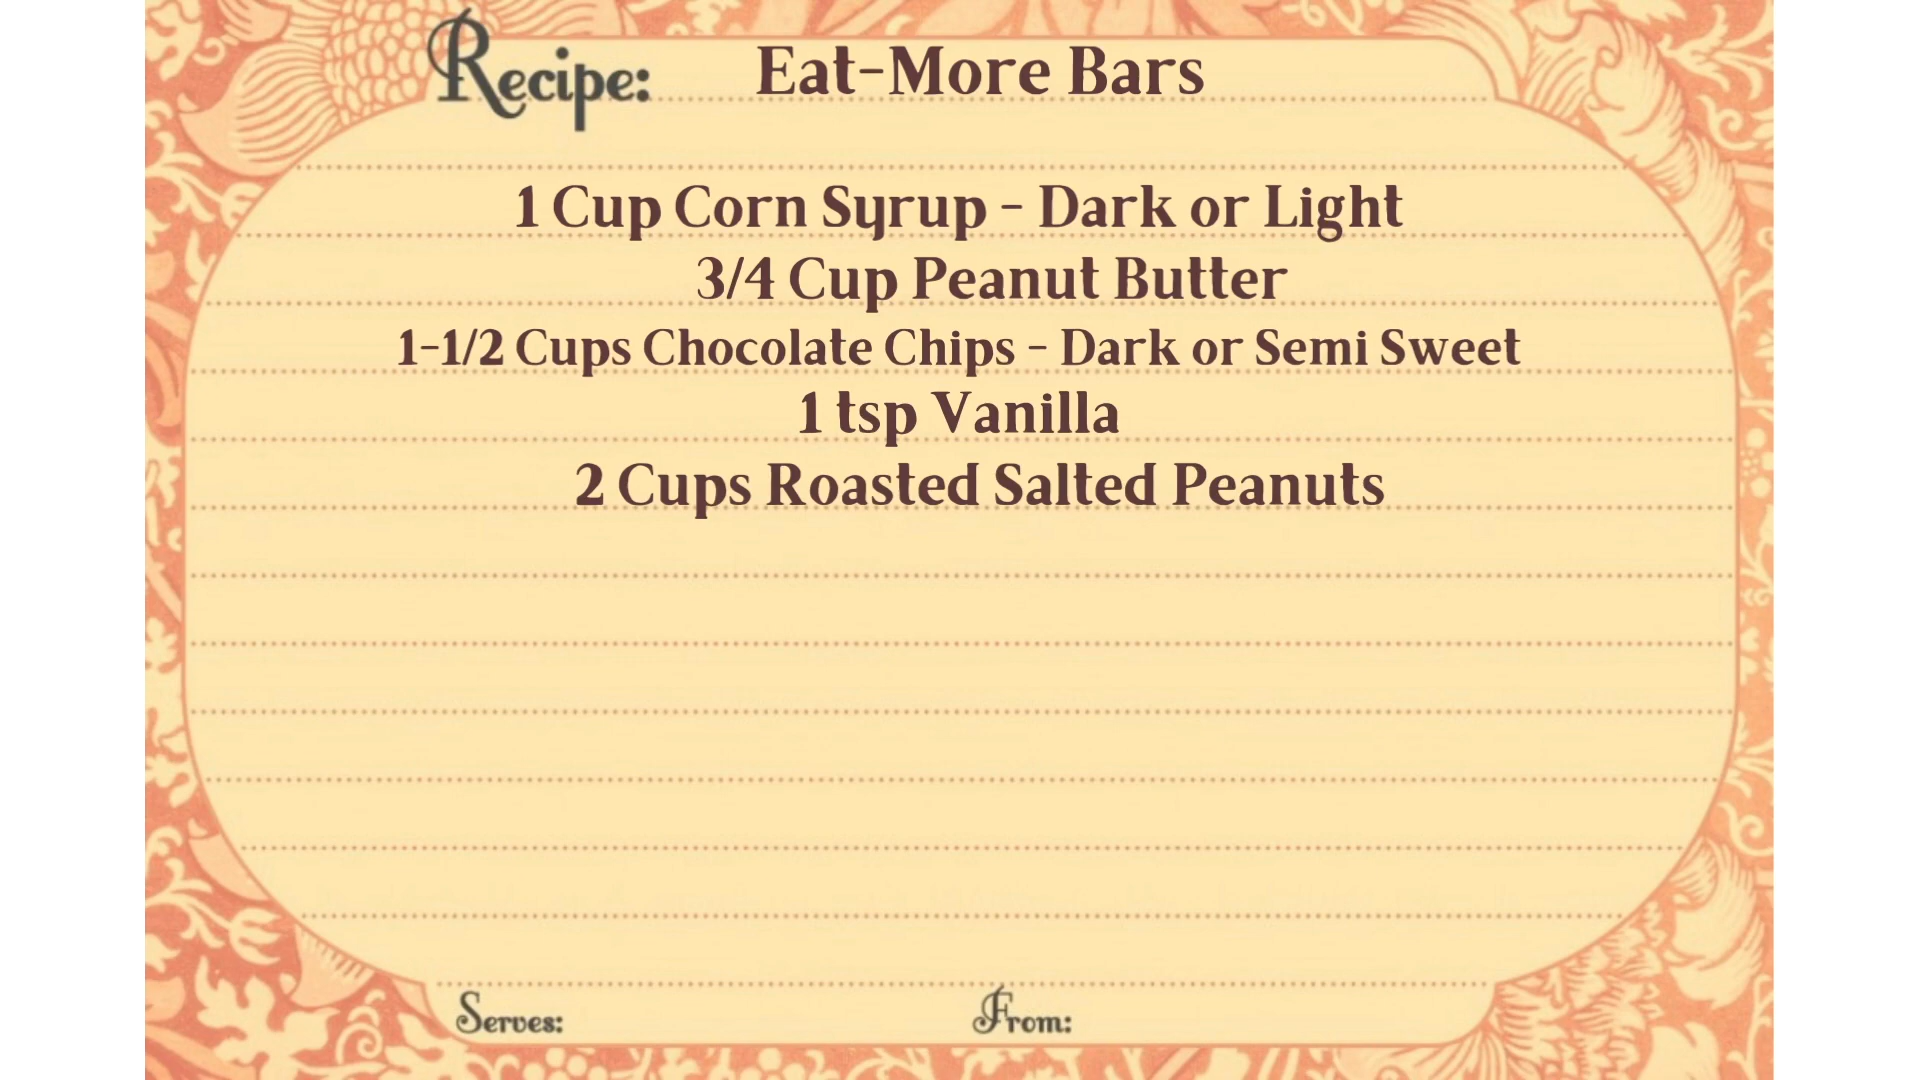 Recipe: Eat-More Bars
1 Cup Corn Syrup - Dark or Light
3/4 Cup Peanut Butter
1-1/2 Cups Chocolate Chips - Dark or Semi Sweet
1 tsp Vanilla
2 Cups Roasted Salted Peanuts
Serves: From: